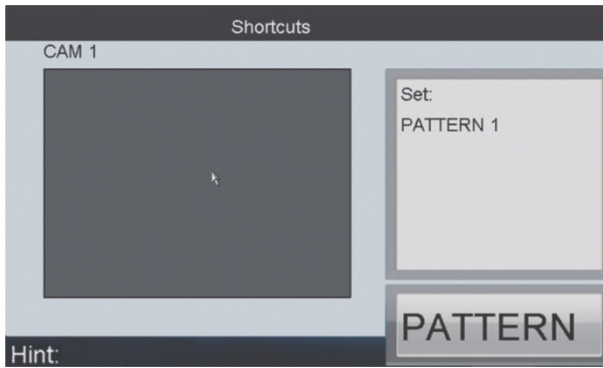 Shortcuts
CAM 1
Set:
PATTERN 1
PATTERN
Hint: